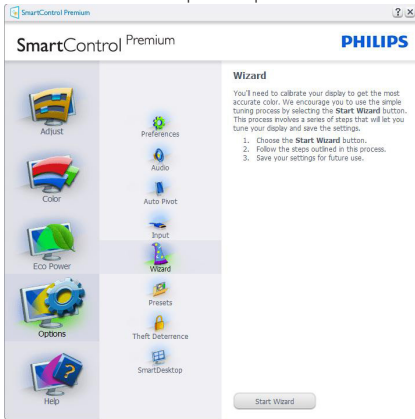 SmartControl Premium
SmartControl Premium
PHILIPS
Adjust
Color
Eco Power
Options
Help
Preferences
Audio
Auto Pivot
Input
Wizard
Presets
Theft Deterrence
SmartDesktop
Wizard
You'll need to calibrate your display to get the most
accurate color. We encourage you to use the simple
tuning process by selecting the Start Wizard button.
This process involves a series of steps that will let you
tune your display and save the settings.
1. Choose the Start Wizard button.
2. Follow the steps outlined in this process.
3. Save your settings for future use.
Start Wizard